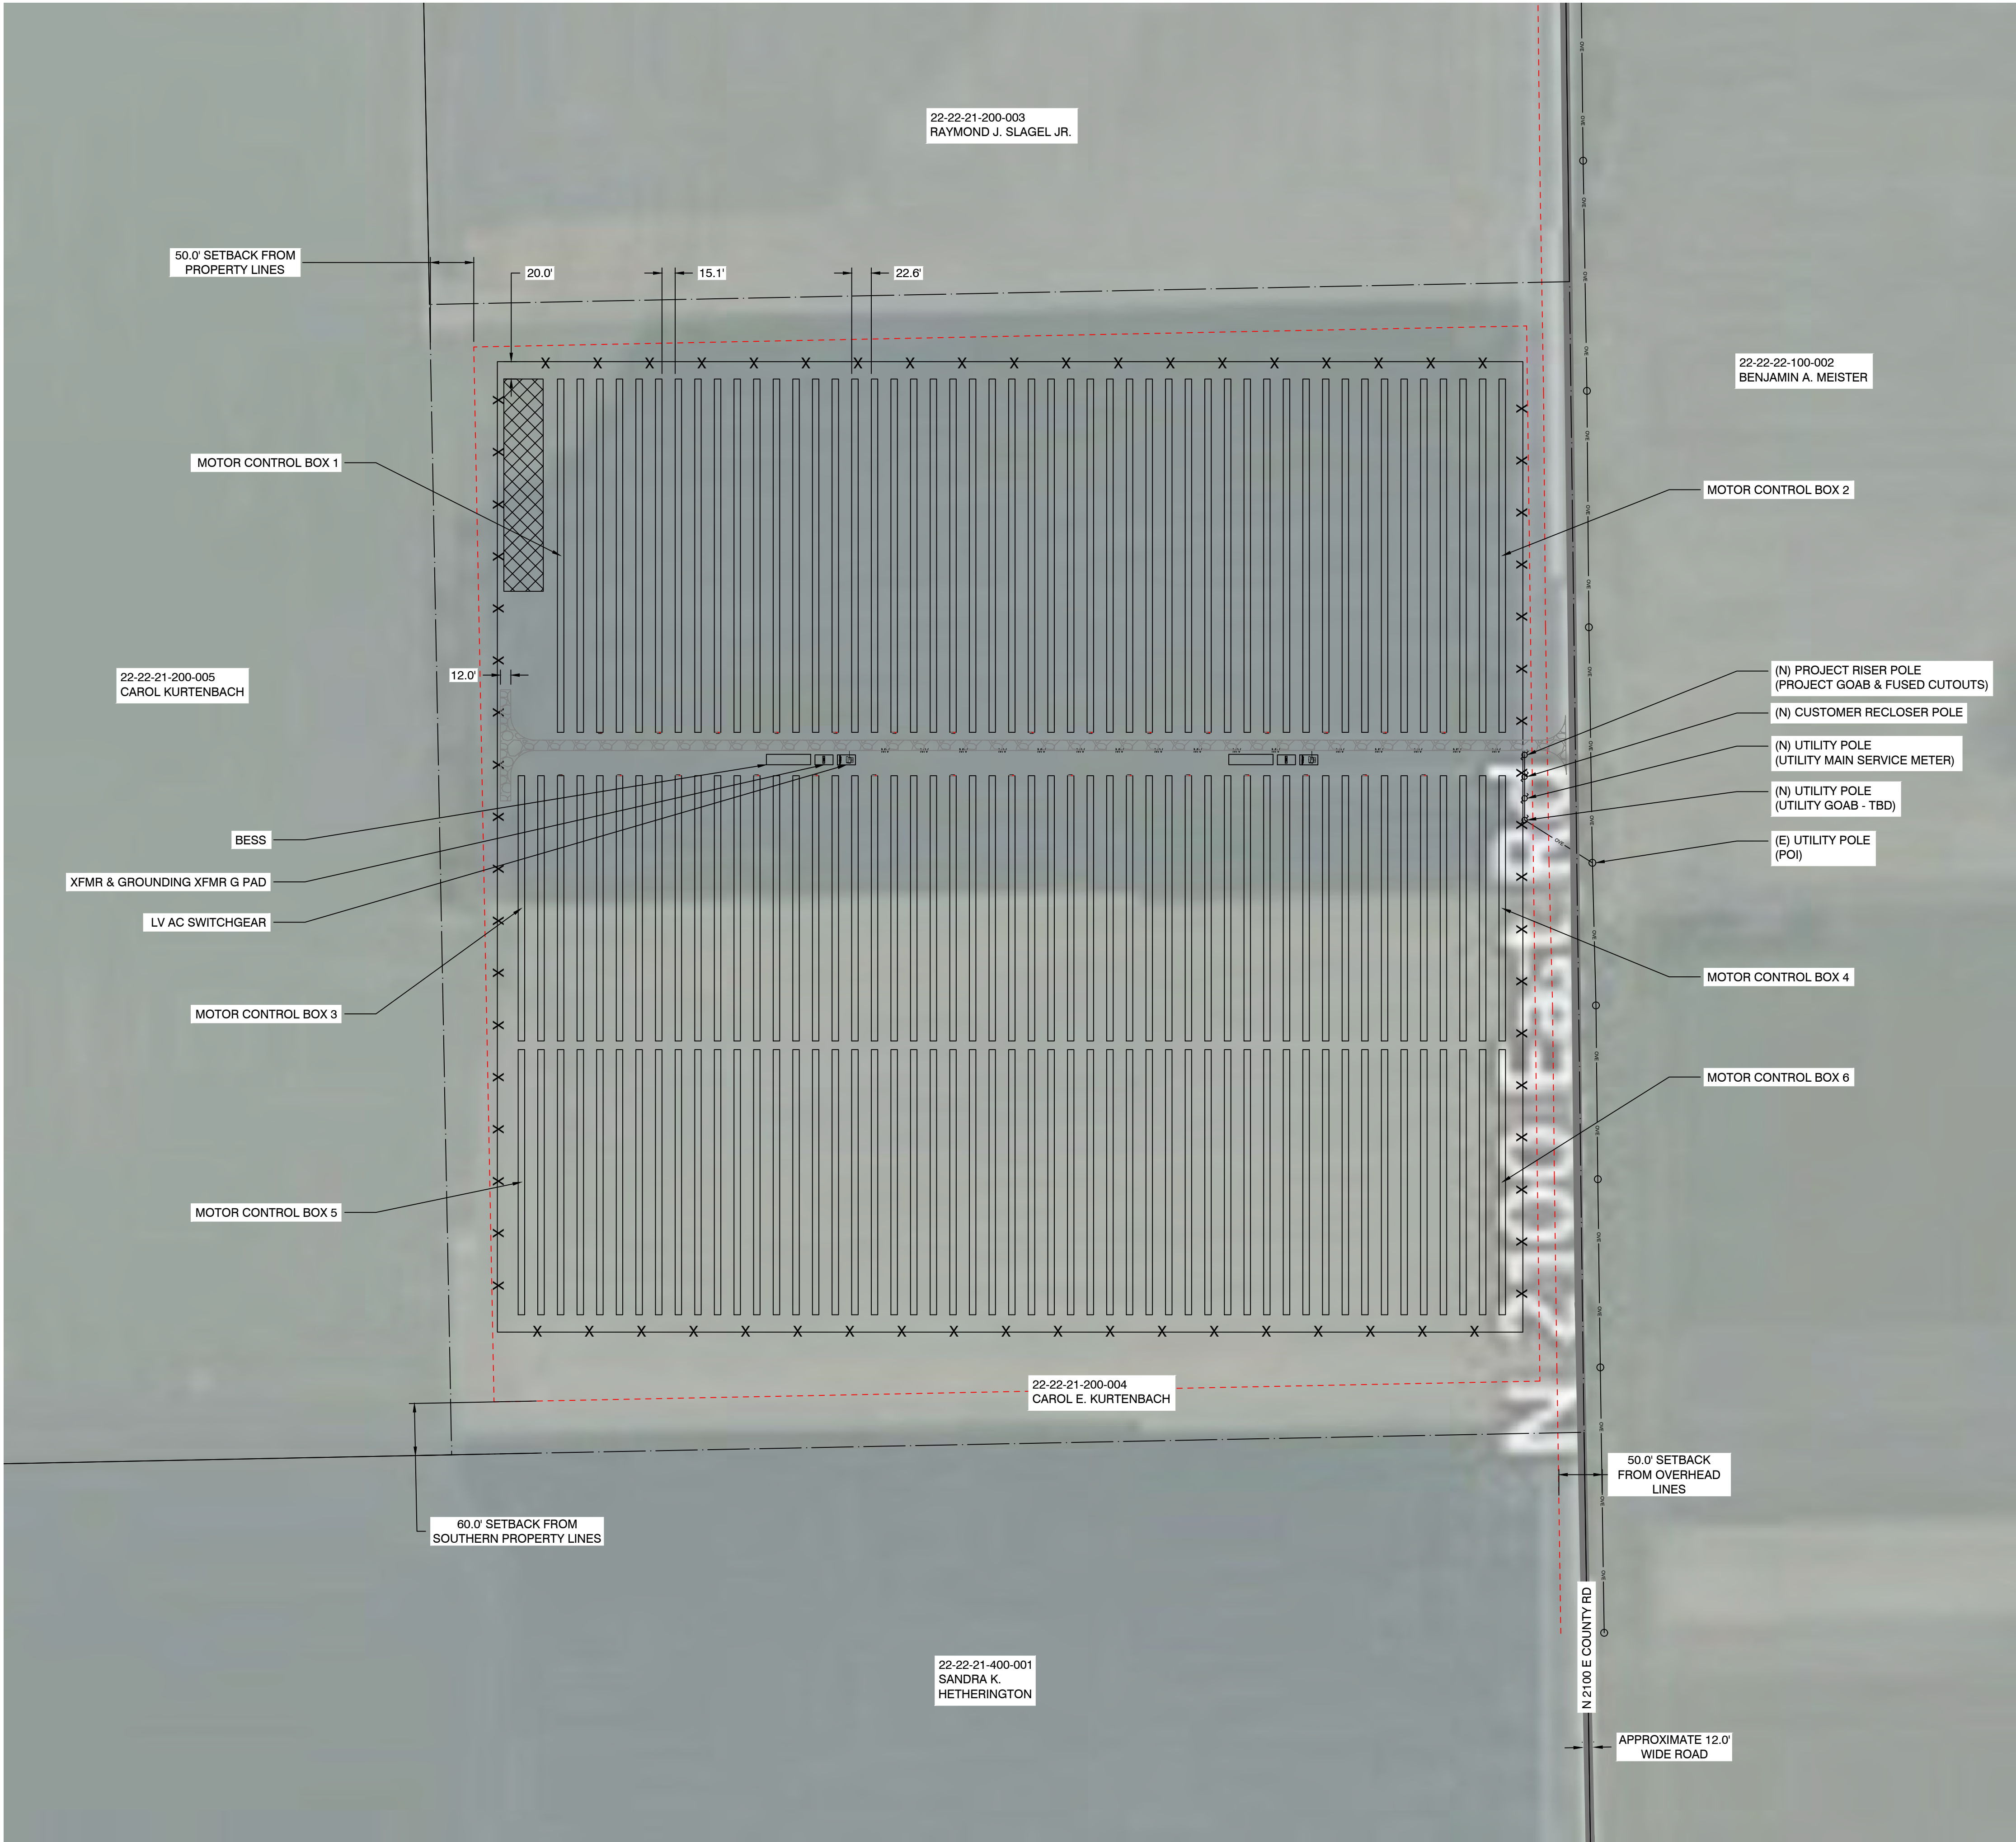 22-22-21-200-003
RAYMOND J. SLAGEL JR.
50.0' SETBACK FROM
PROPERTY LINES
20.0'
15.1'
22.6'
22-22-22-100-002
BENJAMIN A. MEISTER
MOTOR CONTROL BOX 1
MOTOR CONTROL BOX 2
22-22-21-200-005
CAROL KURTENBACH
12.0'
(N) PROJECT RISER POLE
(PROJECT GOAB & FUSED CUTOUTS)
(N) CUSTOMER RECLOSER POLE
(N) UTILITY POLE
(UTILITY MAIN SERVICE METER)
(N) UTILITY POLE
(UTILITY GOAB - TBD)
(E) UTILITY POLE
(POI)
BESS
XFMR & GROUNDING XFMR G PAD
LV AC SWITCHGEAR
MOTOR CONTROL BOX 3
MOTOR CONTROL BOX 4
MOTOR CONTROL BOX 5
MOTOR CONTROL BOX 6
22-22-21-200-004
CAROL E. KURTENBACH
50.0' SETBACK
FROM OVERHEAD
LINES
60.0' SETBACK FROM
SOUTHERN PROPERTY LINES
N 2100 E COUNTY RD
22-22-21-400-001
SANDRA K.
HETHERINGTON
APPROXIMATE 12.0'
WIDE ROAD